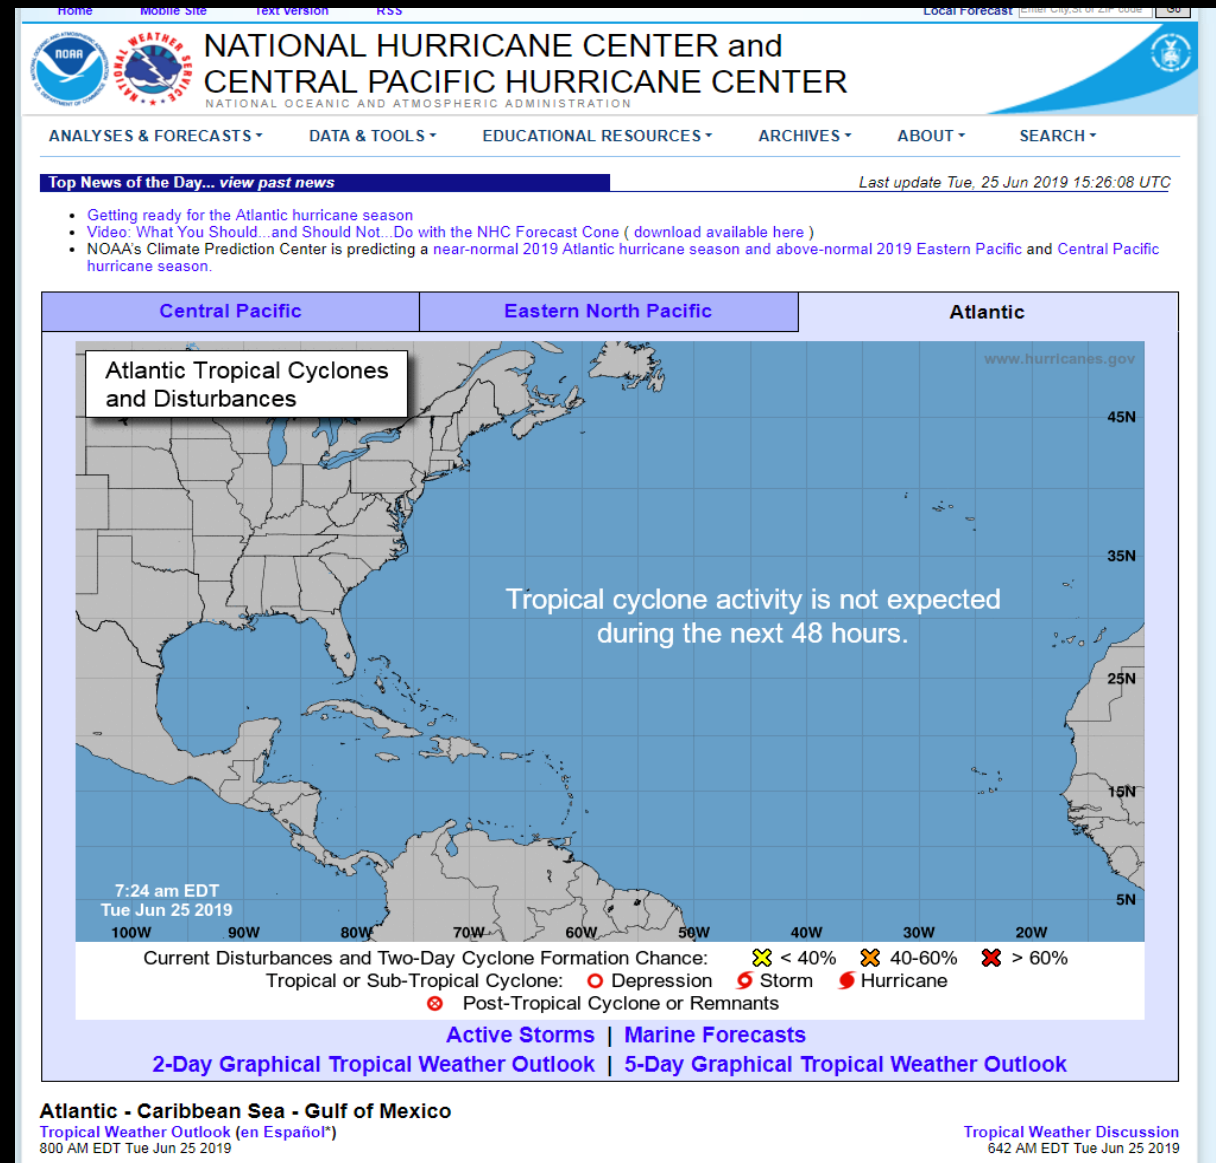 Home Mobile Site Text Version RSS Local Forecast Enter City,St or ZIP code Go
NATIONAL HURRICANE CENTER and
CENTRAL PACIFIC HURRICANE CENTER
NATIONAL OCEANIC AND ATMOSPHERIC ADMINISTRATION
NOAA
NATIONAL WEATHER SERVICE
ANALYSES & FORECASTS DATA & TOOLS EDUCATIONAL RESOURCES ARCHIVES ABOUT SEARCH
Top News of the Day... view past news Last update Tue, 25 Jun 2019 15:26:08 UTC
Getting ready for the Atlantic hurricane season
Video: What You Should...and Should Not...Do with the NHC Forecast Cone ( download available here )
NOAA's Climate Prediction Center is predicting a near-normal 2019 Atlantic hurricane season and above-normal 2019 Eastern Pacific and Central Pacific
hurricane season.
Central Pacific Eastern North Pacific Atlantic
Atlantic Tropical Cyclones
and Disturbances
www.hurricanes.gov
45N
35N
Tropical cyclone activity is not expected
during the next 48 hours.
25N
15N
7:24 am EDT
Tue Jun 25 2019
5N
100W 90W 80W 70W 60W 50W 40W 30W 20W
Current Disturbances and Two-Day Cyclone Formation Chance: < 40% 40-60% > 60%
Tropical or Sub-Tropical Cyclone: Depression Storm Hurricane
Post-Tropical Cyclone or Remnants
Active Storms | Marine Forecasts
2-Day Graphical Tropical Weather Outlook | 5-Day Graphical Tropical Weather Outlook
Atlantic - Caribbean Sea - Gulf of Mexico
Tropical Weather Outlook (en Español*) Tropical Weather Discussion
800 AM EDT Tue Jun 25 2019 642 AM EDT Tue Jun 25 2019